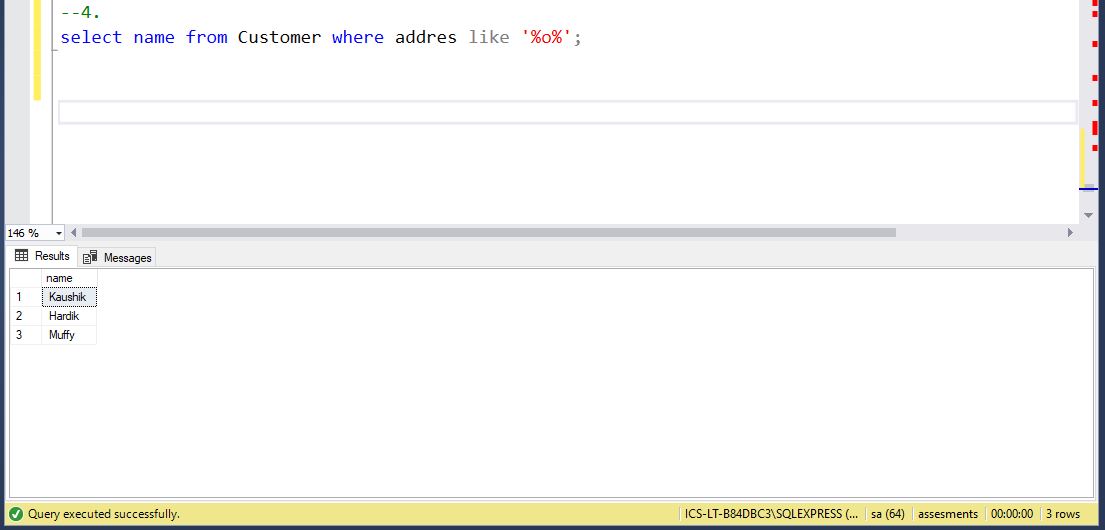 --4.
select name from Customer where addres like '%o%';
146 %
Results Messages
name
1 Kaushik
2 Hardik
3 Muffy
Query executed successfully. ICS-LT-B84DBC3\SQLEXPRESS (... sa (64) assesments 00:00:00 3 rows